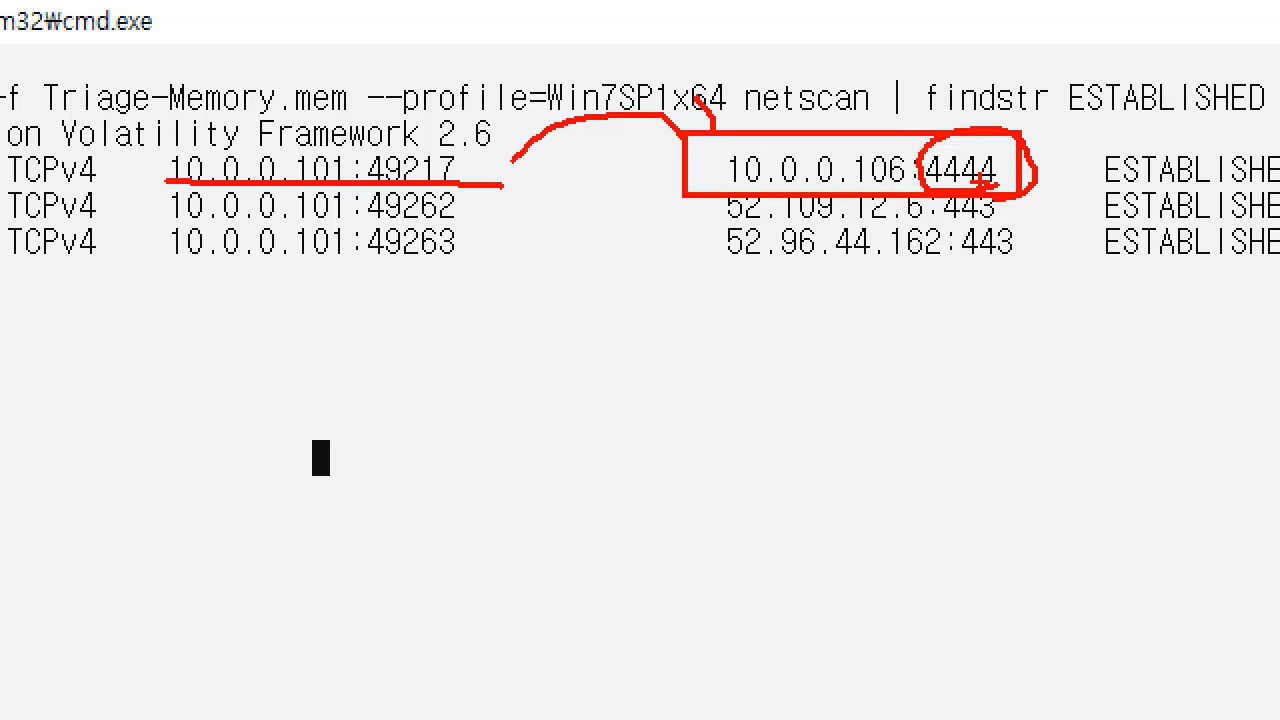 m32₩cmd.exe
-f Triage-Memory.mem --profile=Win7SP1x64 netscan | findstr ESTABLISHED
on Volatility Framework 2.6
TCPv4 10.0.0.101:49217 10.0.0.106:4444 ESTABLISHE
TCPv4 10.0.0.101:49262 52.109.12.6:443 ESTABLISHE
TCPv4 10.0.0.101:49263 52.96.44.162:443 ESTABLISHE